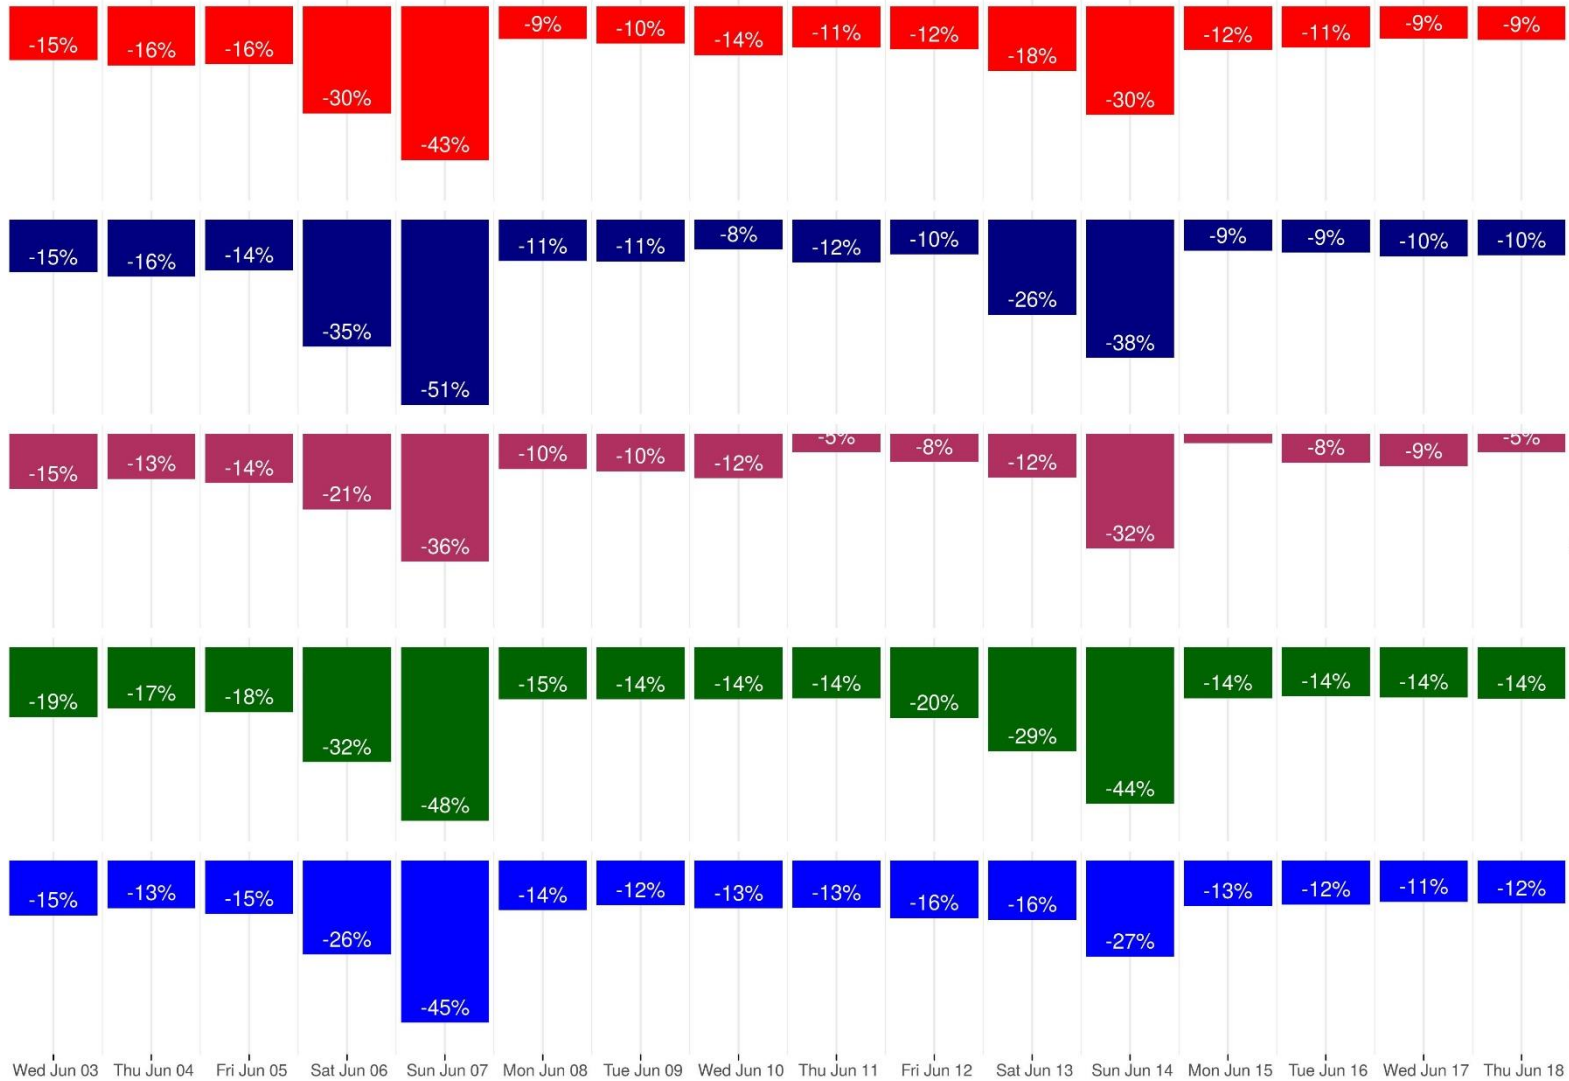 -15% -16% -16% -30% -43% -9% -10% -14% -11% -12% -18% -30% -12% -11% -9% -9%
-15% -16% -14% -35% -51% -11% -11% -8% -12% -10% -26% -38% -9% -9% -10% -10%
-15% -13% -14% -21% -36% -10% -10% -12% -5% -8% -12% -32% -8% -9% -5%
-19% -17% -18% -32% -48% -15% -14% -14% -14% -20% -29% -44% -14% -14% -14% -14%
-15% -13% -15% -26% -45% -14% -12% -13% -13% -16% -16% -27% -13% -12% -11% -12%
Wed Jun 03 Thu Jun 04 Fri Jun 05 Sat Jun 06 Sun Jun 07 Mon Jun 08 Tue Jun 09 Wed Jun 10 Thu Jun 11 Fri Jun 12 Sat Jun 13 Sun Jun 14 Mon Jun 15 Tue Jun 16 Wed Jun 17 Thu Jun 18